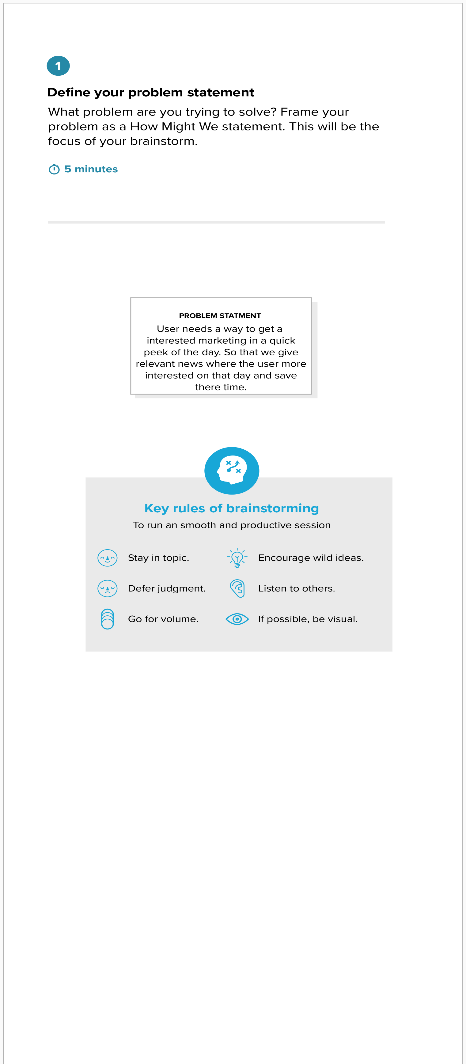 1
Define your problem statement
What problem are you trying to solve? Frame your
problem as a How Might We statement. This will be the
focus of your brainstorm.
5 minutes
PROBLEM STATMENT
User needs a way to get a
interested marketing in a quick
peek of the day. So that we give
relevant news where the user more
interested on that day and save
there time.
Key rules of brainstorming
To run an smooth and productive session
Stay in topic.
Encourage wild ideas.
Defer judgment.
Listen to others.
Go for volume.
If possible, be visual.